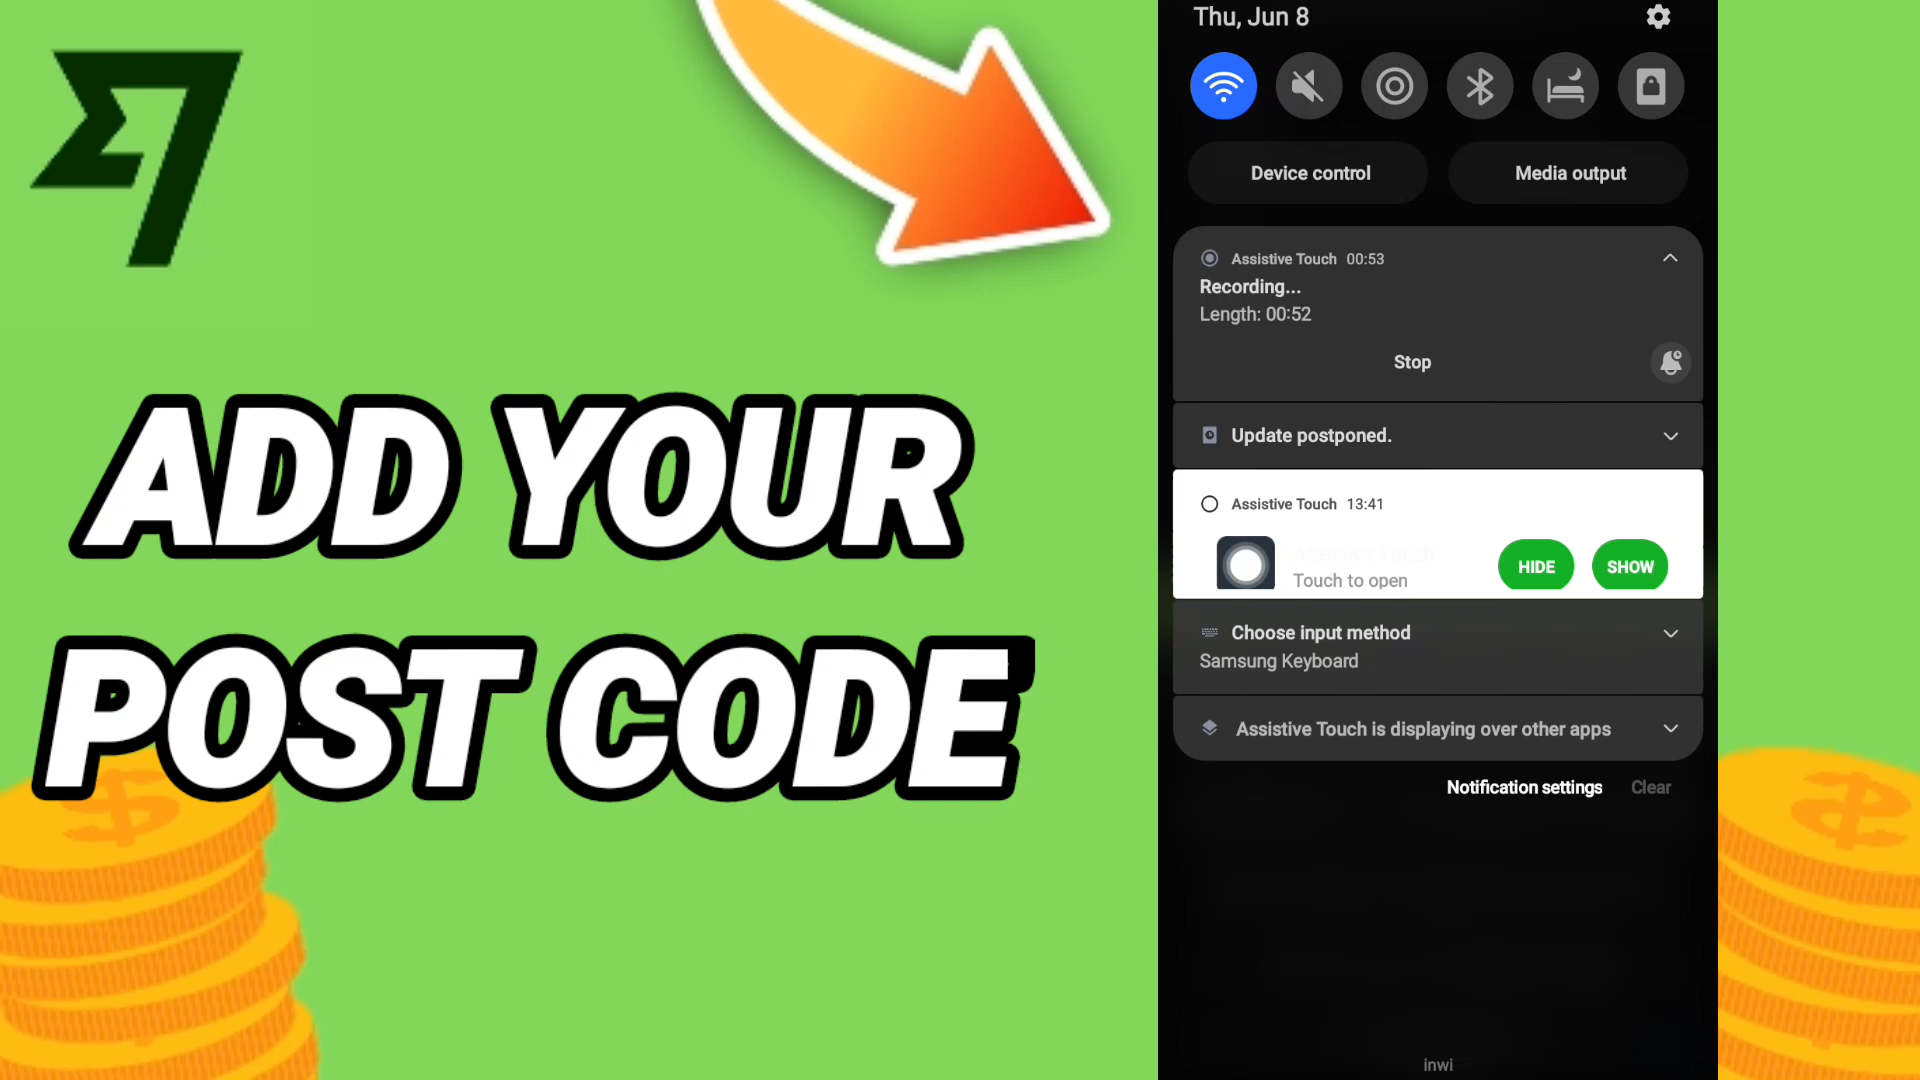 ADD YOUR
POST CODE
Thu, Jun 8
Device control
Media output
Assistive Touch 00:53
Recording...
Length: 00:52
Stop
Update postponed.
Assistive Touch 13:41
Assistive Touch
Touch to open
HIDE
SHOW
Choose input method
Samsung Keyboard
Assistive Touch is displaying over other apps
Notification settings
Clear
inwi